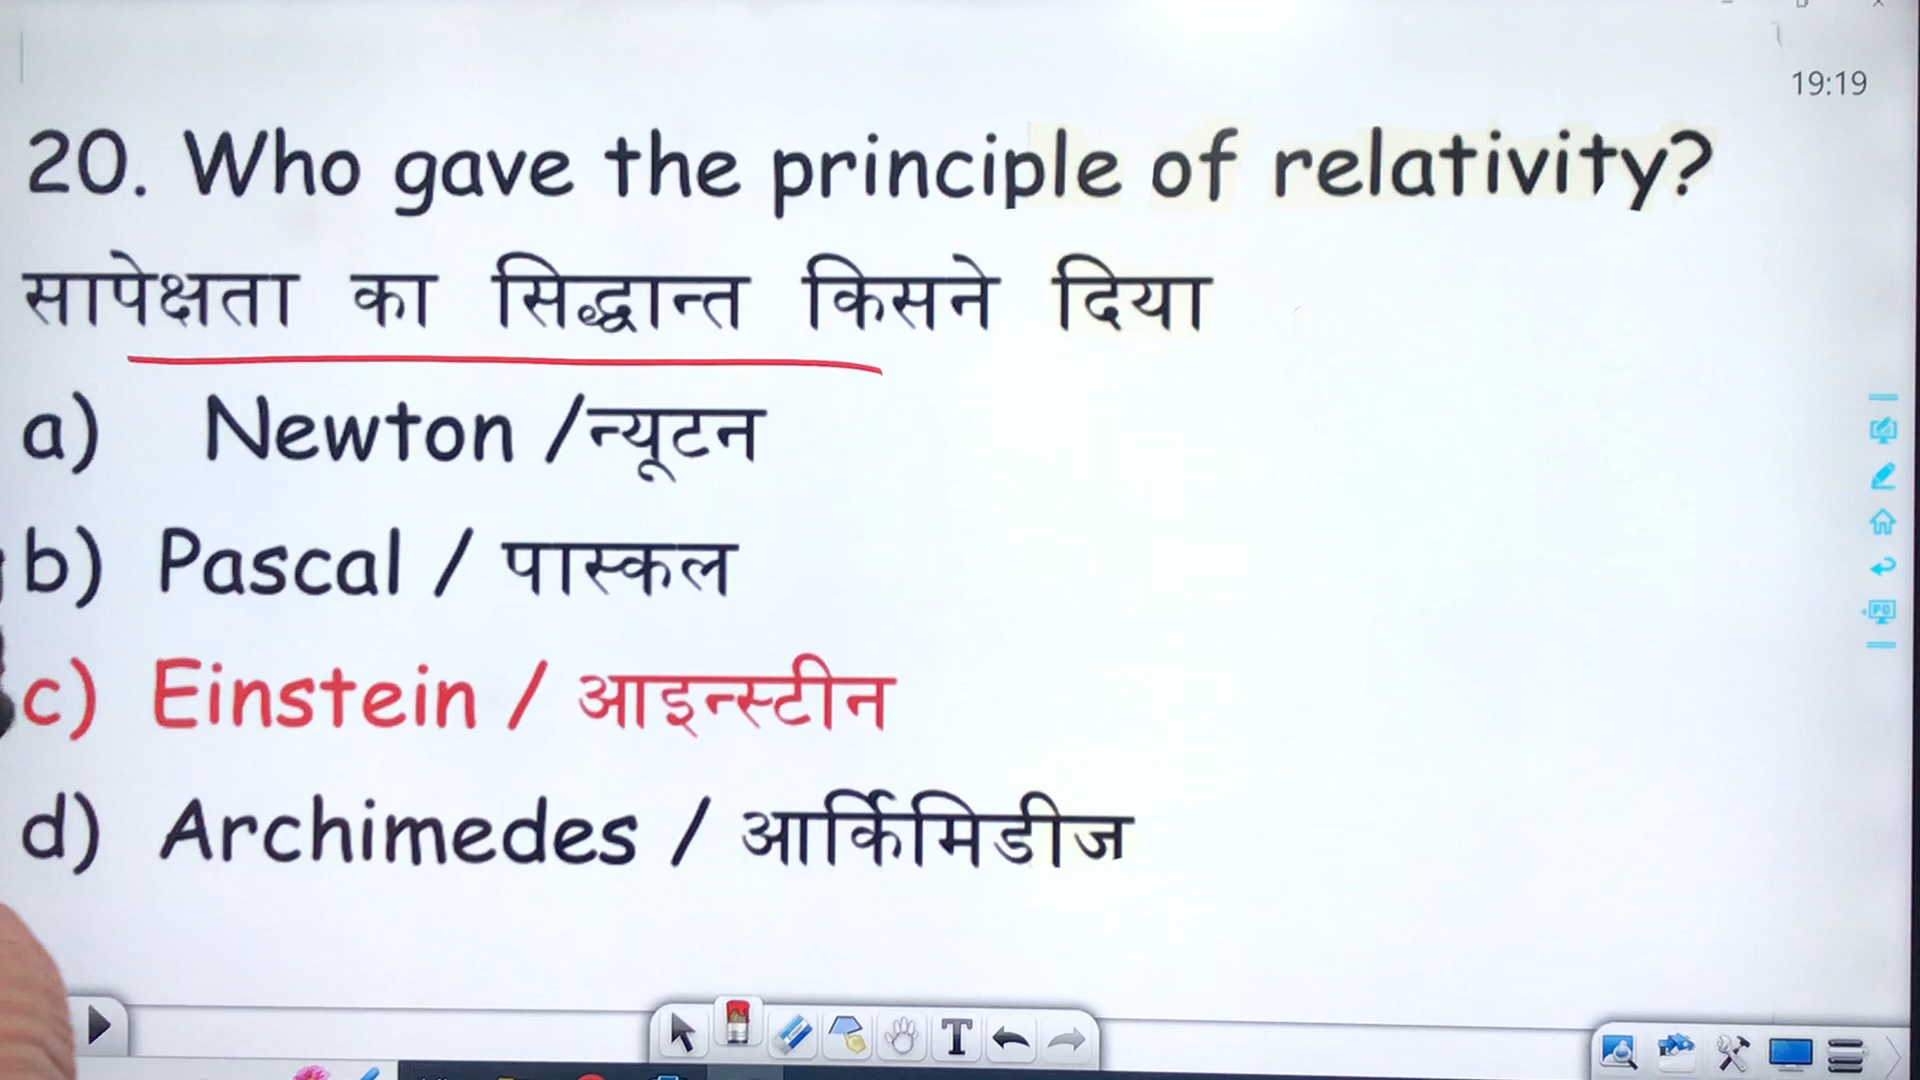 19:19
20. Who gave the principle of relativity?
सापेक्षता का सिद्धान्त किसने दिया
a) Newton /न्यूटन
b) Pascal / पास्कल
c) Einstein / आइन्स्टीन
d) Archimedes / आर्किमिडीज
PC
T